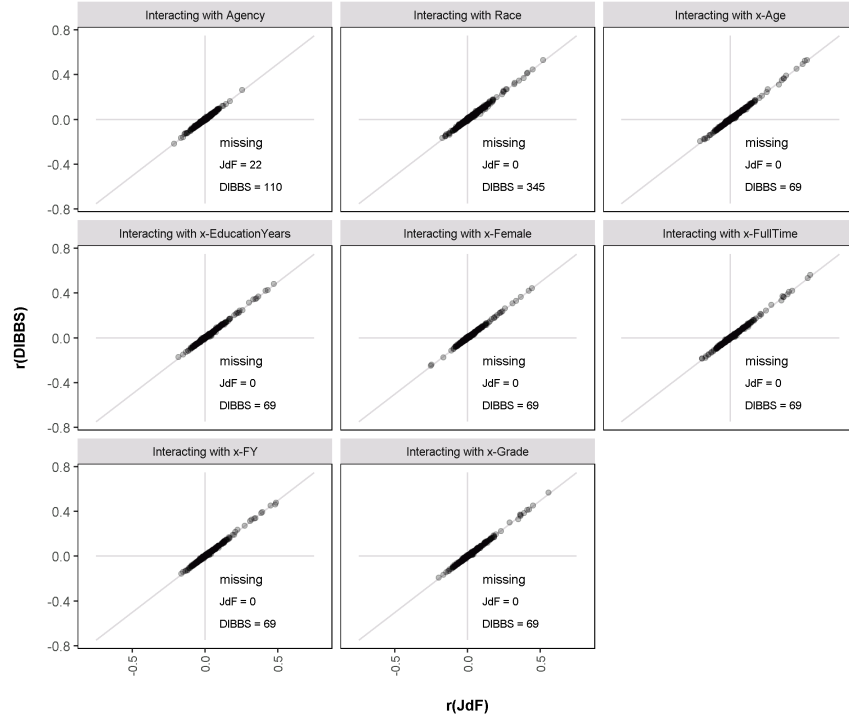 Interacting with Agency
Interacting with Race
Interacting with x-Age
0.8
0.4
0.0
-0.4
-0.8
missing
JdF = 22
DIBBS = 110
missing
JdF = 0
DIBBS = 345
missing
JdF = 0
DIBBS = 69
Interacting with x-EducationYears
Interacting with x-Female
Interacting with x-FullTime
0.8
0.4
0.0
-0.4
-0.8
missing
JdF = 0
DIBBS = 69
missing
JdF = 0
DIBBS = 69
missing
JdF = 0
DIBBS = 69
r(DIBBS)
Interacting with x-FY
Interacting with x-Grade
0.8
0.4
0.0
-0.4
-0.8
missing
JdF = 0
DIBBS = 69
missing
JdF = 0
DIBBS = 69
-0.5
0.0
0.5
-0.5
0.0
0.5
r(JdF)